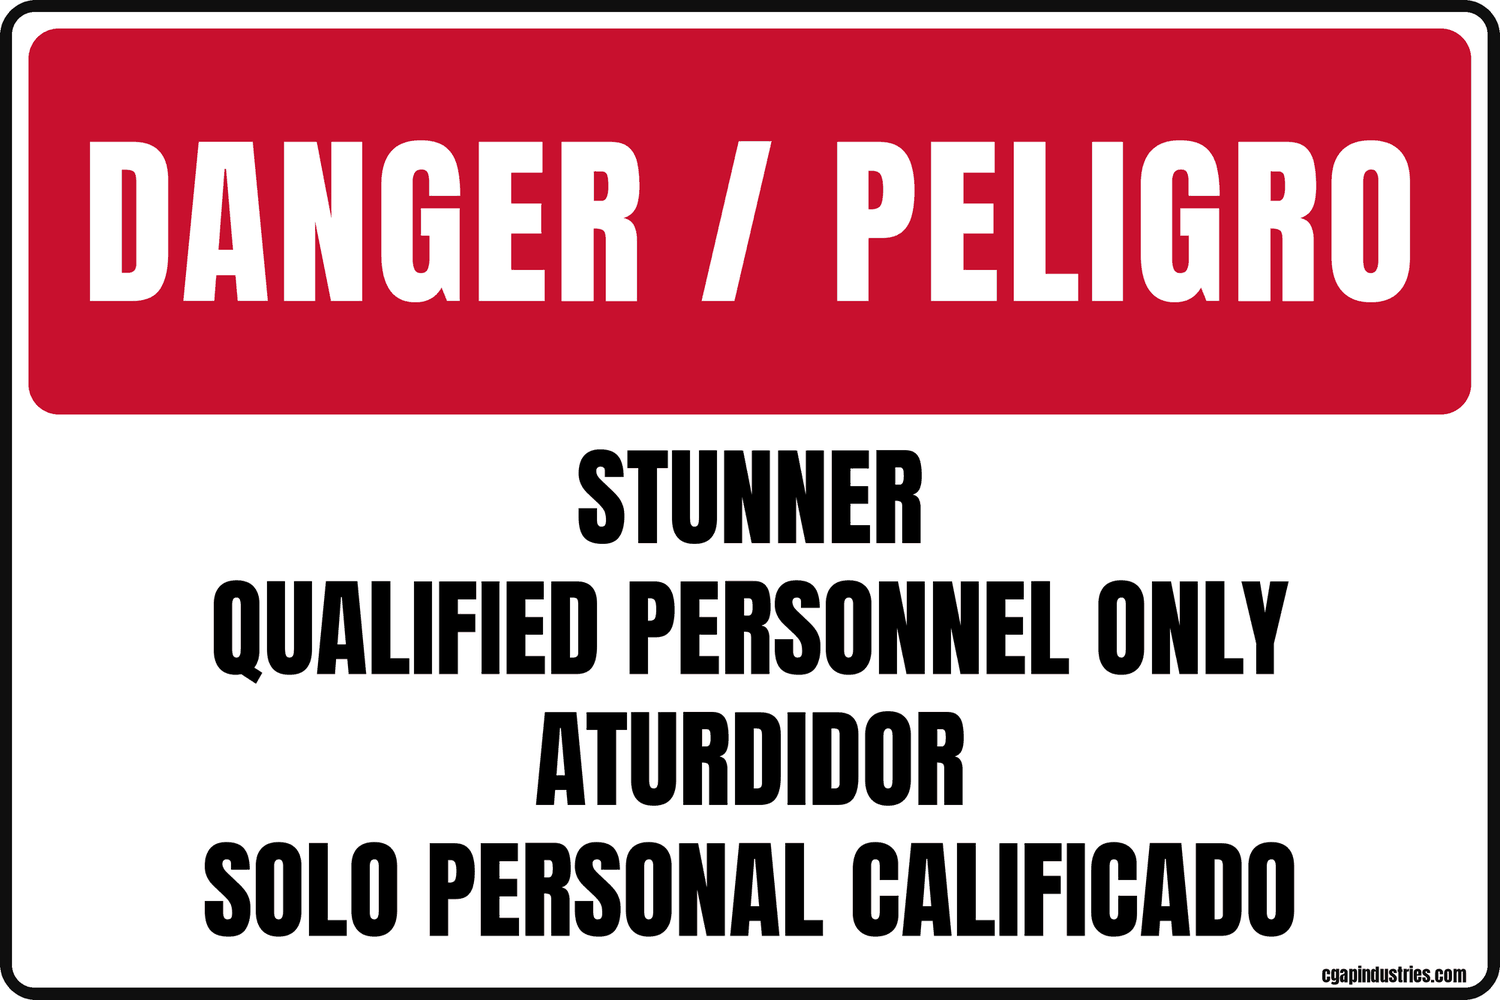 DANGER / PELIGRO
STUNNER
QUALIFIED PERSONNEL ONLY
ATURDIDOR
SOLO PERSONAL CALIFICADO
cgapindustries.com